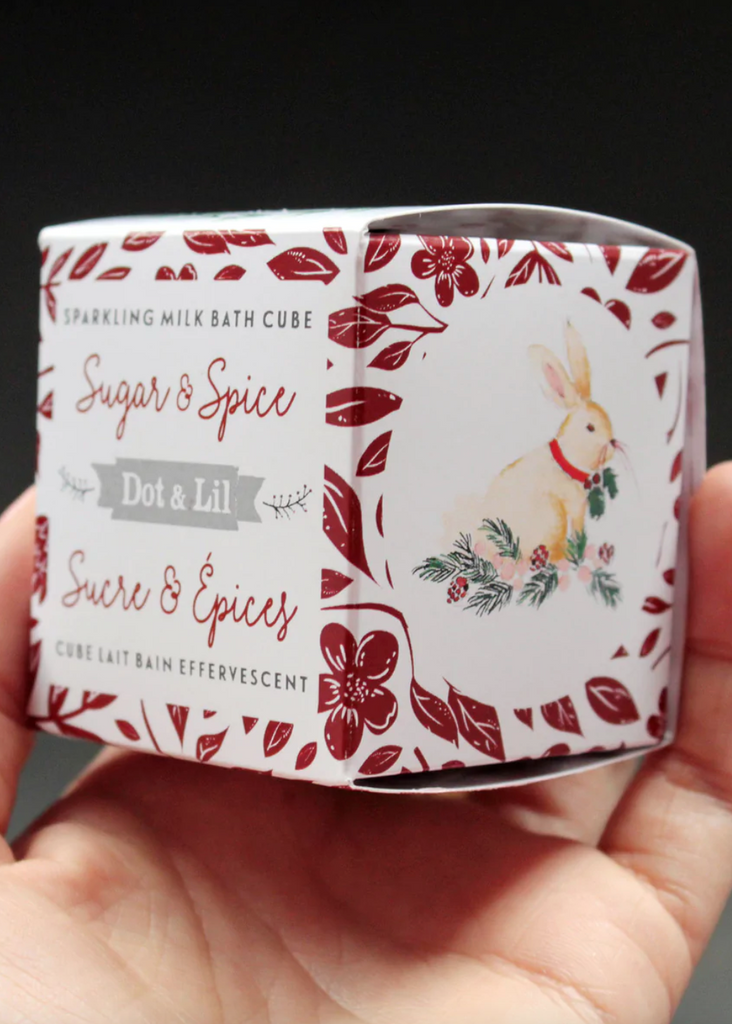 SPARKLING MILK BATH CUBE
Sugar & Spice
Dot & Lil
Sucre & Épices
CUBE LAIT BAIN EFFERVESCENT